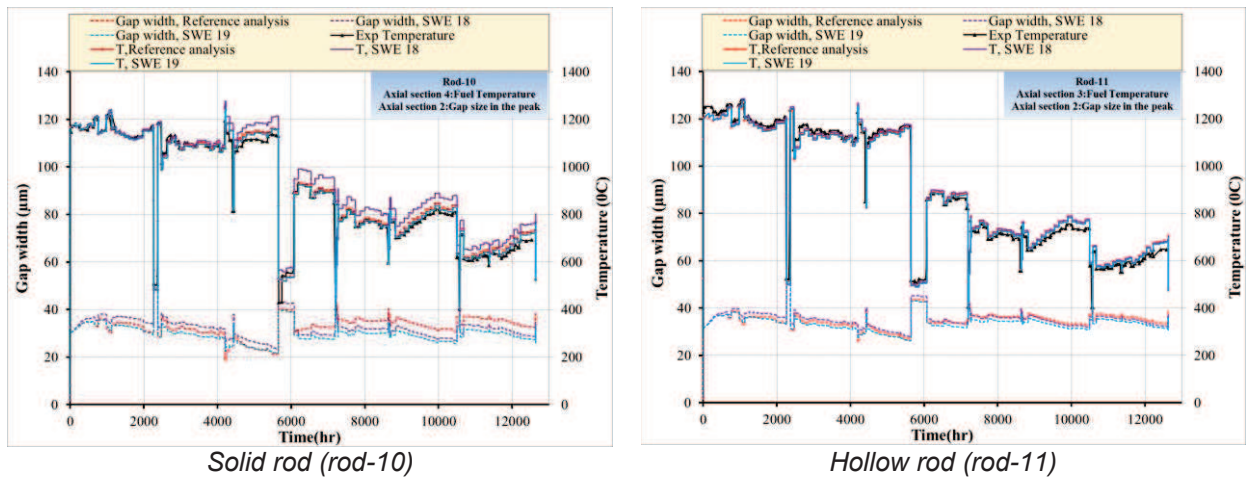 Gap width, Reference analysis
Gap width, SWE 18
Gap width, SWE 19
Exp Temperature
T,Reference analysis
T, SWE 18
T, SWE 19
140
120
100
80
60
40
20
0
Gap width (µm)
Rod-10
Axial section 4:Fuel Temperature
Axial section 2:Gap size in the peak
1400
1200
1000
800
600
400
200
0
Temperature (0C)
0
2000
4000
6000
8000
10000
12000
Time(hr)
Solid rod (rod-10)
Gap width, Reference analysis
Gap width, SWE 18
Gap width, SWE 19
Exp Temperature
T,Reference analysis
T, SWE 18
T, SWE 19
140
120
100
80
60
40
20
0
Gap width (µm)
Rod-11
Axial section 3:Fuel Temperature
Axial section 2:Gap size in the peak
1400
1200
1000
800
600
400
200
0
Temperature (0C)
0
2000
4000
6000
8000
10000
12000
Time(hr)
Hollow rod (rod-11)